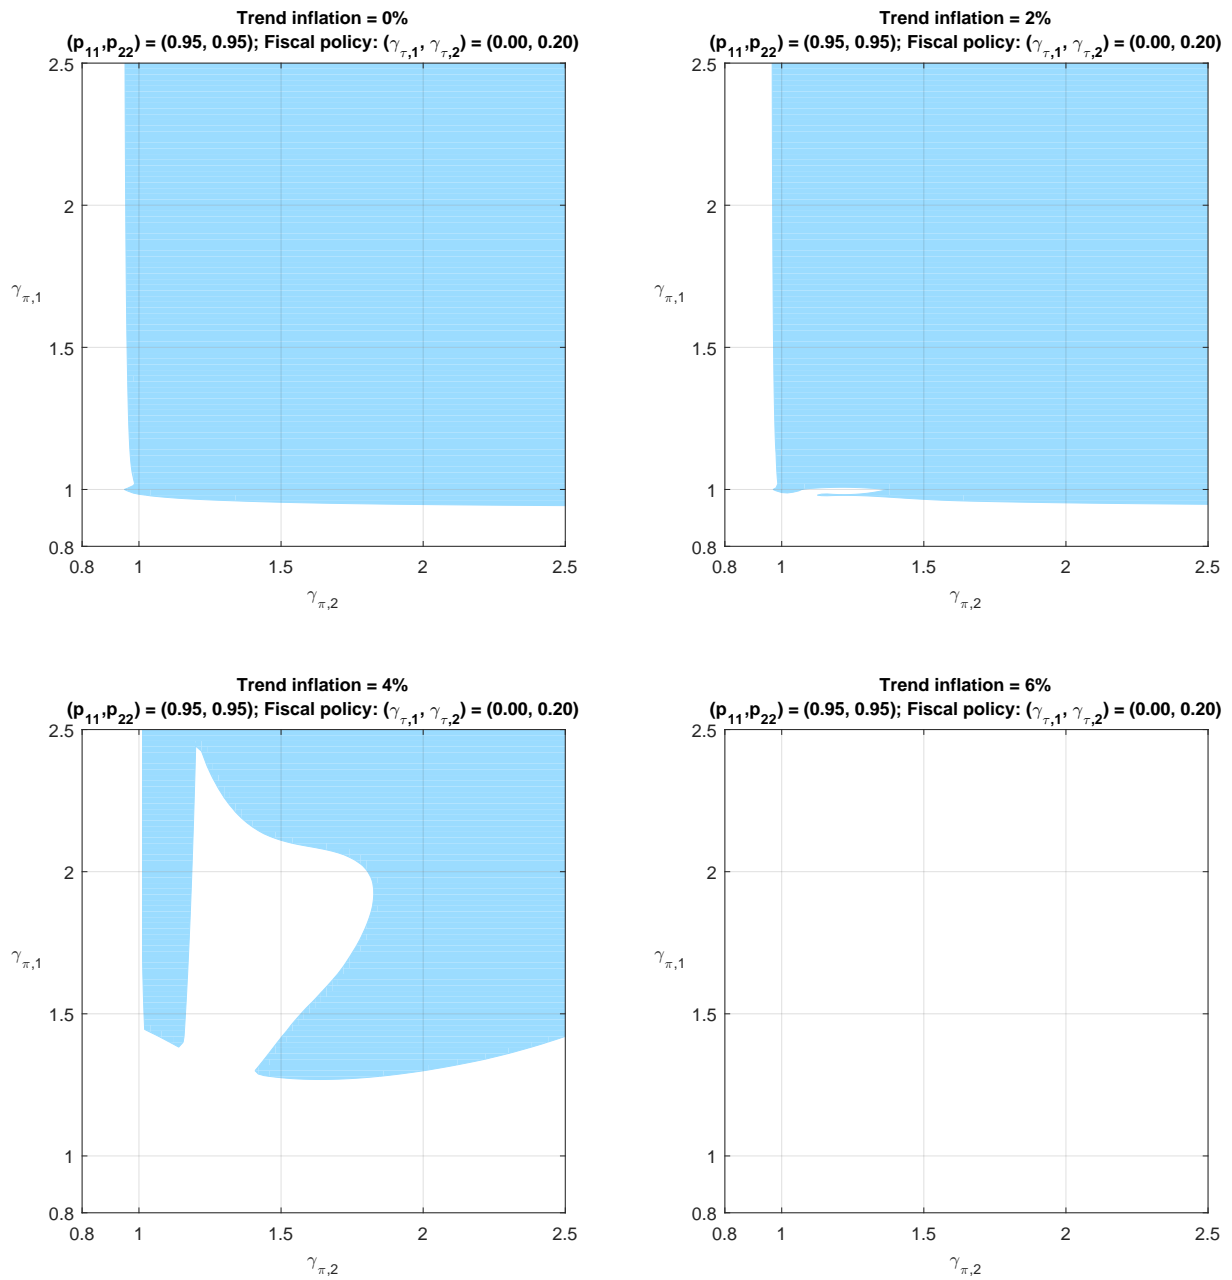 Trend inflation = 0%
(p11,p22) = (0.95, 0.95); Fiscal policy: (γτ,1, γτ,2) = (0.00, 0.20)
2.5
2
1.5
1
0.8
γπ,1
0.8 1 1.5 2 2.5
γπ,2
Trend inflation = 2%
(p11,p22) = (0.95, 0.95); Fiscal policy: (γτ,1, γτ,2) = (0.00, 0.20)
2.5
2
1.5
1
0.8
γπ,1
0.8 1 1.5 2 2.5
γπ,2
Trend inflation = 4%
(p11,p22) = (0.95, 0.95); Fiscal policy: (γτ,1, γτ,2) = (0.00, 0.20)
2.5
2
1.5
1
0.8
γπ,1
0.8 1 1.5 2 2.5
γπ,2
Trend inflation = 6%
(p11,p22) = (0.95, 0.95); Fiscal policy: (γτ,1, γτ,2) = (0.00, 0.20)
2.5
2
1.5
1
0.8
γπ,1
0.8 1 1.5 2 2.5
γπ,2